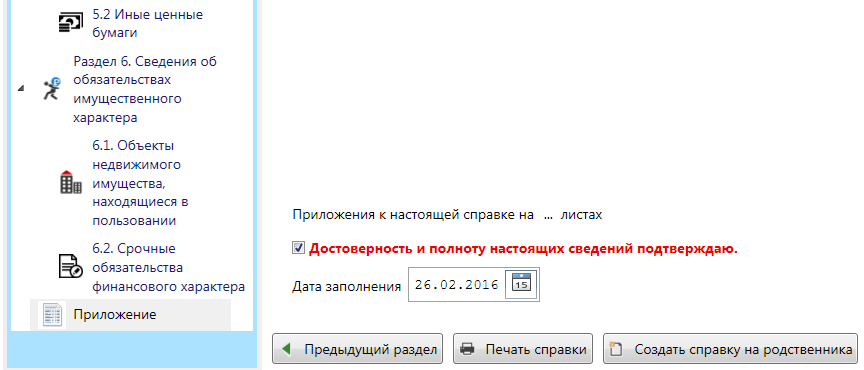 5.2 Иные ценные
бумаги
Раздел 6. Сведения об
обязательствах
имущественного
характера
6.1. Объекты
недвижимого
имущества,
находящиеся в
пользовании
6.2. Срочные
обязательства
финансового характера
Приложение
Приложения к настоящей справке на ... листах
Достоверность и полноту настоящих сведений подтверждаю.
Дата заполнения 26.02.2016 15
Предыдущий раздел Печать справки Создать справку на родственника